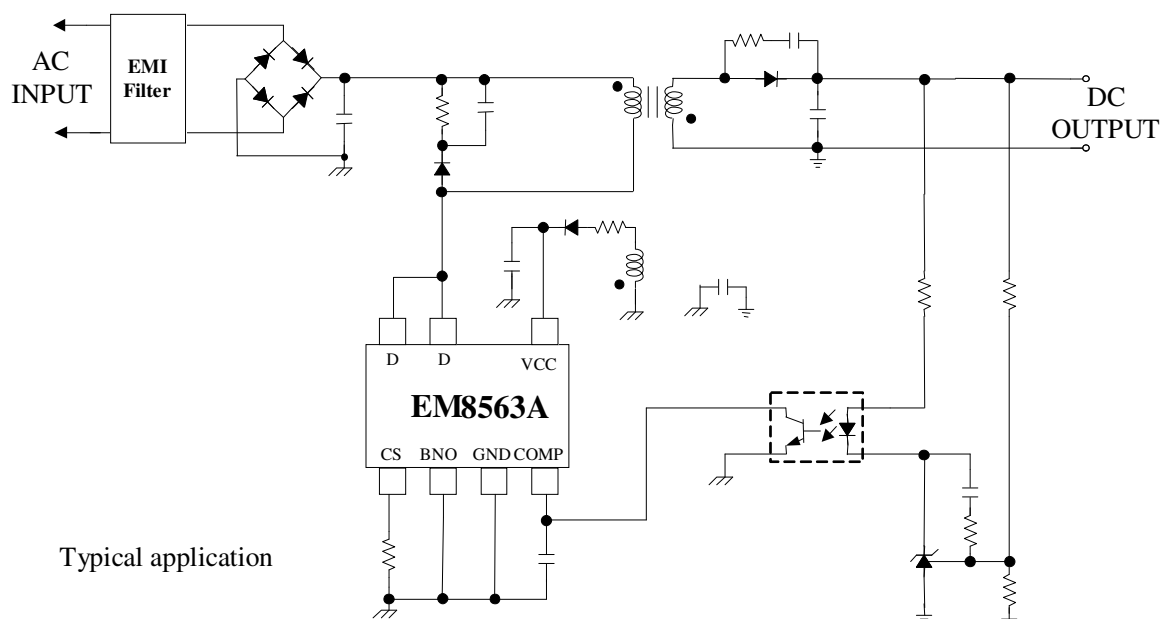 AC
INPUT
EMI
Filter
DC
OUTPUT
D D VCC
EM8563A
CS BNO GND COMP
Typical application